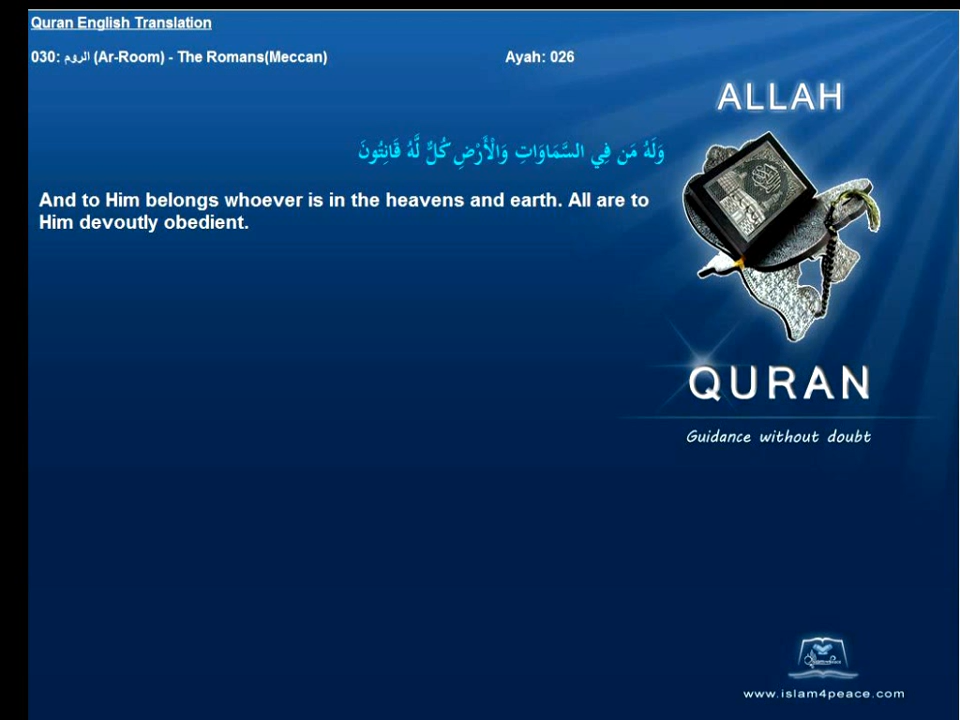 Quran English Translation
030: الروم (Ar-Room) - The Romans(Meccan) Ayah: 026
ALLAH
وَلَهُ مَن فِي السَّمَاوَاتِ وَالْأَرْضِ كُلٌّ لَّهُ قَانِتُونَ
And to Him belongs whoever is in the heavens and earth. All are to
Him devoutly obedient.
QURAN
Guidance without doubt
www.islam4peace.com